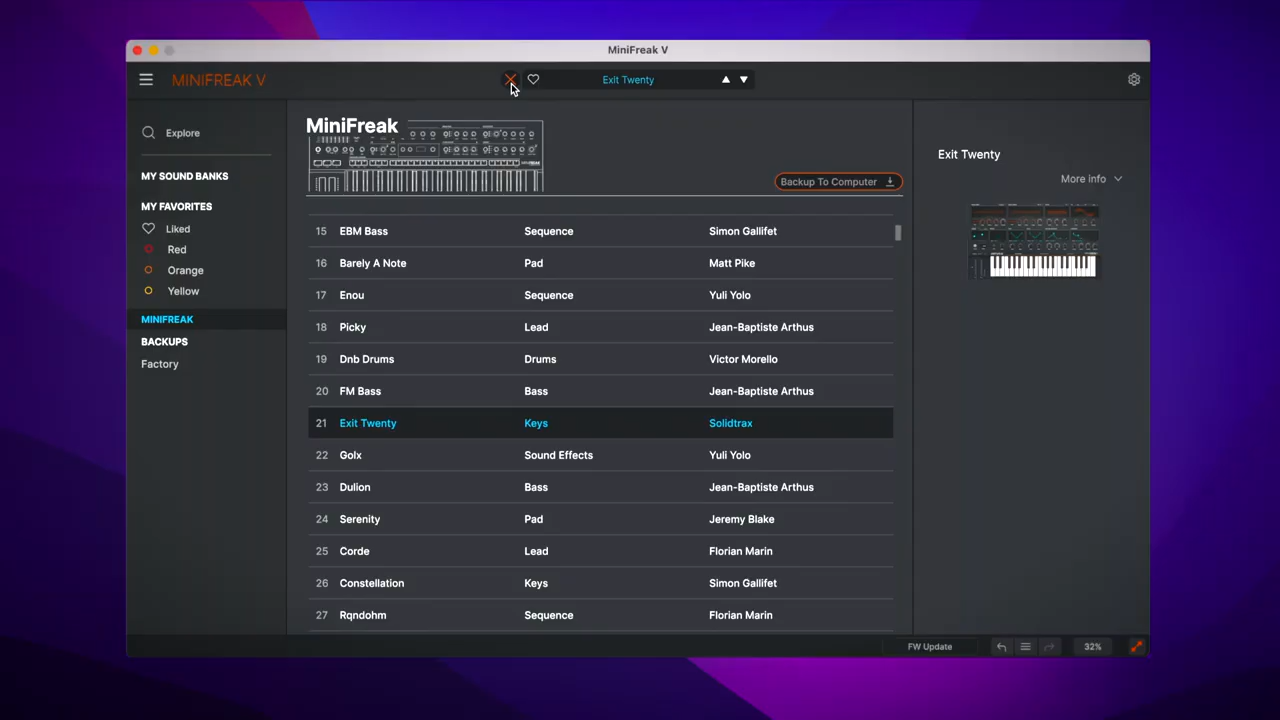 MiniFreak V
MINIFREAK V
Exit Twenty
Explore
MY SOUND BANKS
MY FAVORITES
Liked
Red
Orange
Yellow
MINIFREAK
BACKUPS
Factory
MiniFreak
Backup To Computer
15 EBM Bass Sequence Simon Gallifet
16 Barely A Note Pad Matt Pike
17 Enou Sequence Yuli Yolo
18 Picky Lead Jean-Baptiste Arthus
19 Dnb Drums Drums Victor Morello
20 FM Bass Bass Jean-Baptiste Arthus
21 Exit Twenty Keys Solidtrax
22 Golx Sound Effects Yuli Yolo
23 Dulion Bass Jean-Baptiste Arthus
24 Serenity Pad Jeremy Blake
25 Corde Lead Florian Marin
26 Constellation Keys Simon Gallifet
27 Rqndohm Sequence Florian Marin
Exit Twenty
More info
FW Update
32%